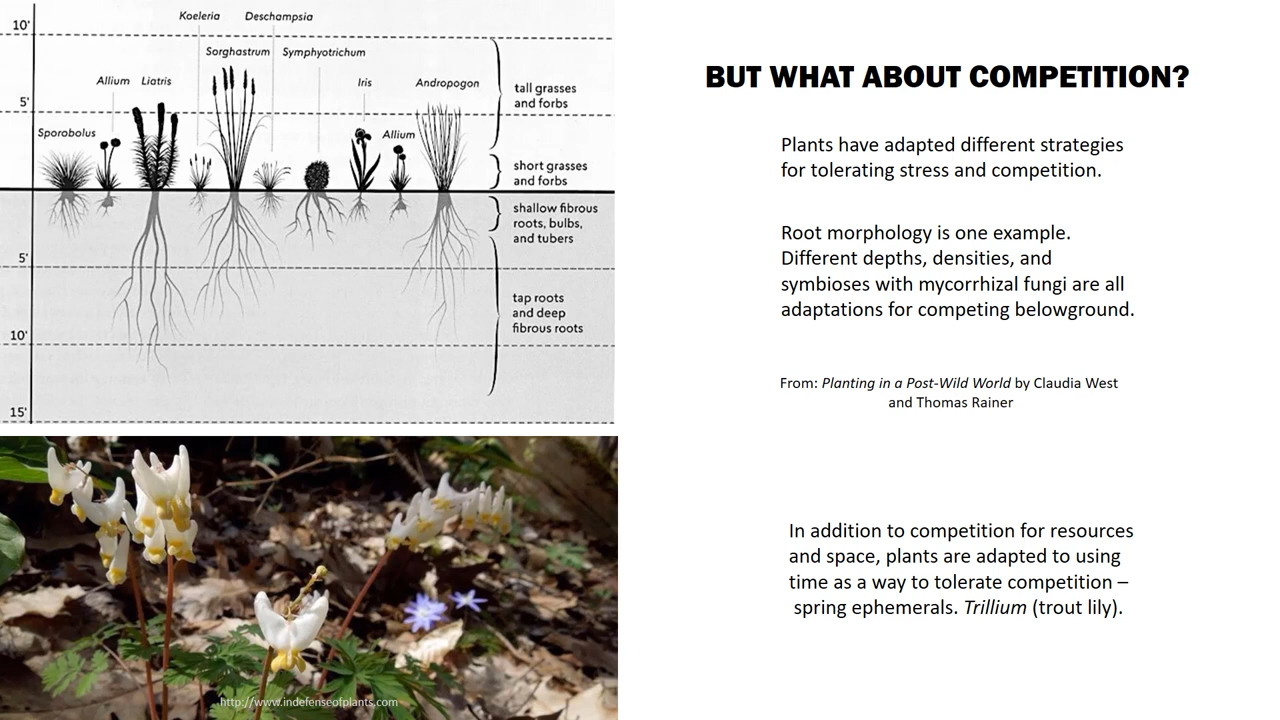 Koeleria Deschampsia
10'
Sorghastrum Symphyotrichum
Allium Liatris Iris Andropogon
tall grasses
and forbs
5'
Sporobolus Allium
short grasses
and forbs
shallow fibrous
roots, bulbs,
and tubers
5'
tap roots
and deep
fibrous roots
10'
15'
http://www.indefenseofplants.com
BUT WHAT ABOUT COMPETITION?
Plants have adapted different strategies
for tolerating stress and competition.
Root morphology is one example.
Different depths, densities, and
symbioses with mycorrhizal fungi are all
adaptations for competing belowground.
From: Planting in a Post-Wild World by Claudia West
and Thomas Rainer
In addition to competition for resources
and space, plants are adapted to using
time as a way to tolerate competition –
spring ephemerals. Trillium (trout lily).